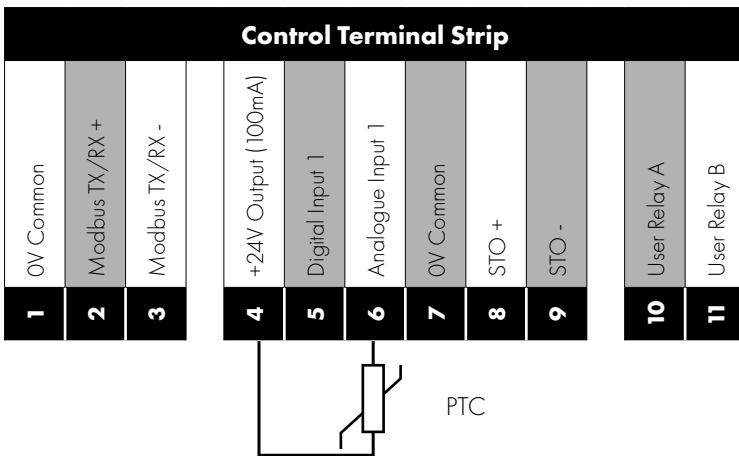 Control Terminal Strip
0V Common
Modbus TX/RX +
Modbus TX/RX -
+24V Output (100mA)
Digital Input 1
Analogue Input 1
0V Common
STO +
STO -
User Relay A
User Relay B
1
2
3
4
5
6
7
8
9
10
11
PTC